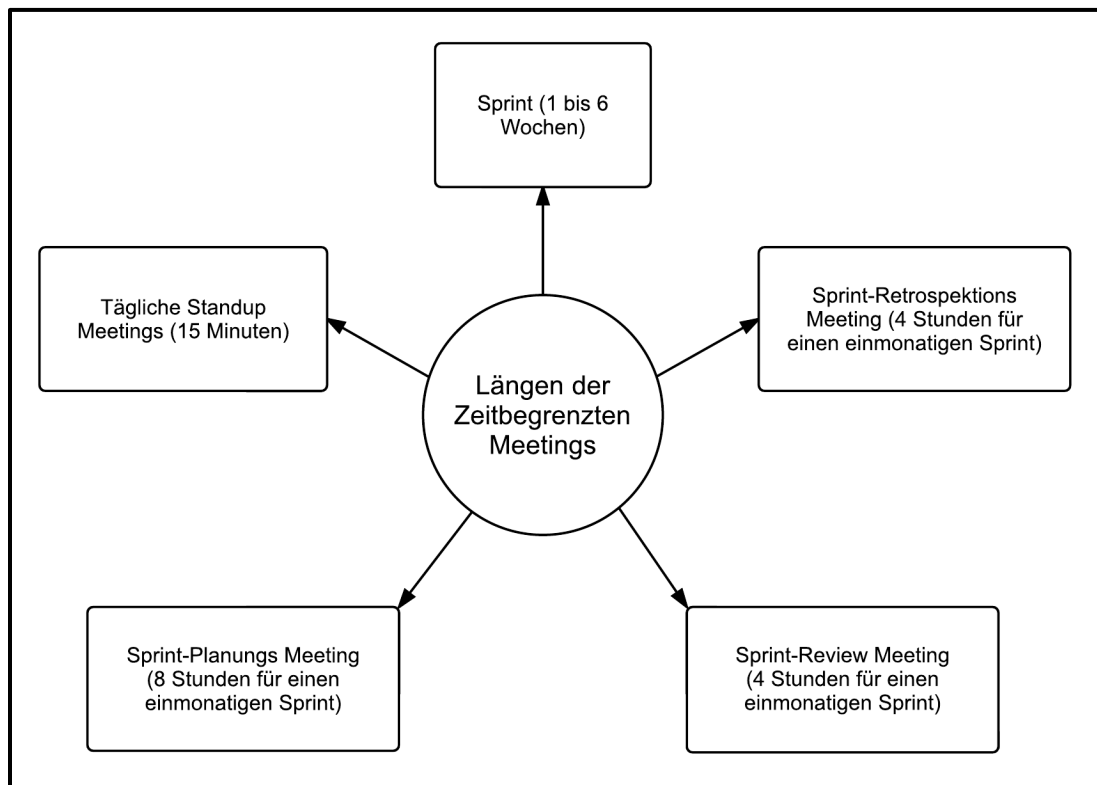 Sprint (1 bis 6
Wochen)
Tägliche Standup
Meetings (15 Minuten)
Sprint-Retrospektions
Meeting (4 Stunden für
einen einmonatigen Sprint)
Längen der
Zeitbegrenzten
Meetings
Sprint-Planungs Meeting
(8 Stunden für einen
einmonatigen Sprint)
Sprint-Review Meeting
(4 Stunden für einen
einmonatigen Sprint)